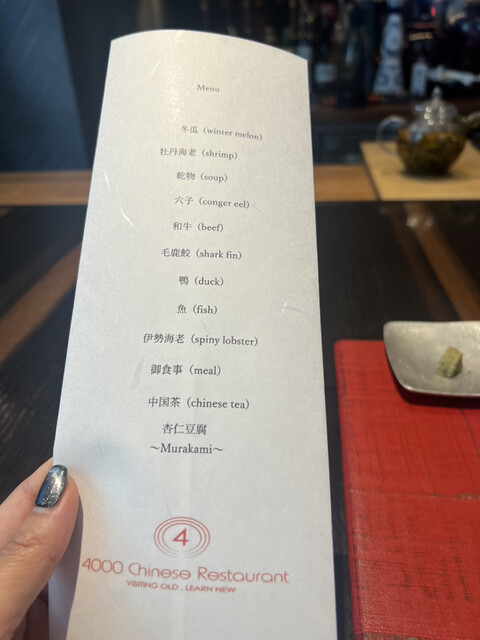 Menu
冬瓜（winter melon）
牡丹海老（shrimp）
乾物（soup）
穴子（conger eel）
和牛（beef）
毛鹿鮫（shark fin）
鴨（duck）
魚（fish）
伊勢海老（spiny lobster）
御食事（meal）
中国茶（chinese tea）
杏仁豆腐
～Murakami～
4
4000 Chinese Restaurant
VISITING OLD , LEARN NEW